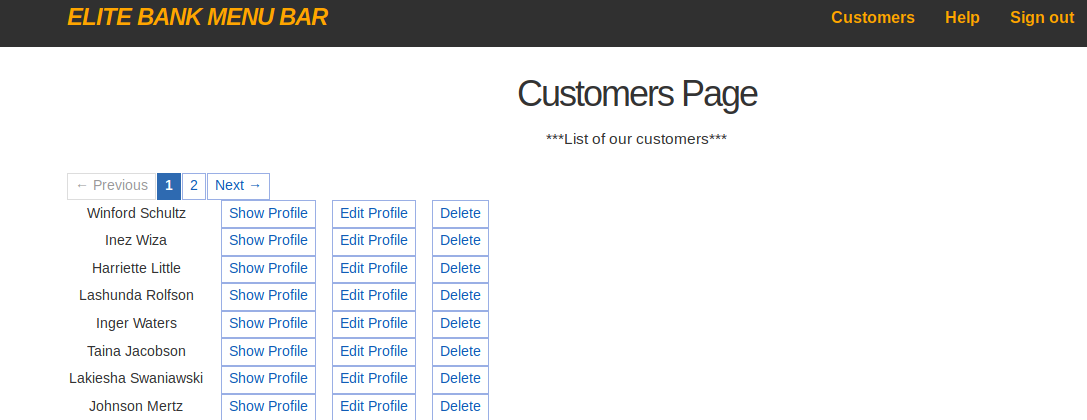 ELITE BANK MENU BAR Customers Help Sign out
Customers Page
***List of our customers***
← Previous 1 2 Next →
Winford Schultz Show Profile Edit Profile Delete
Inez Wiza Show Profile Edit Profile Delete
Harriette Little Show Profile Edit Profile Delete
Lashunda Rolfson Show Profile Edit Profile Delete
Inger Waters Show Profile Edit Profile Delete
Taina Jacobson Show Profile Edit Profile Delete
Lakiesha Swaniawski Show Profile Edit Profile Delete
Johnson Mertz Show Profile Edit Profile Delete